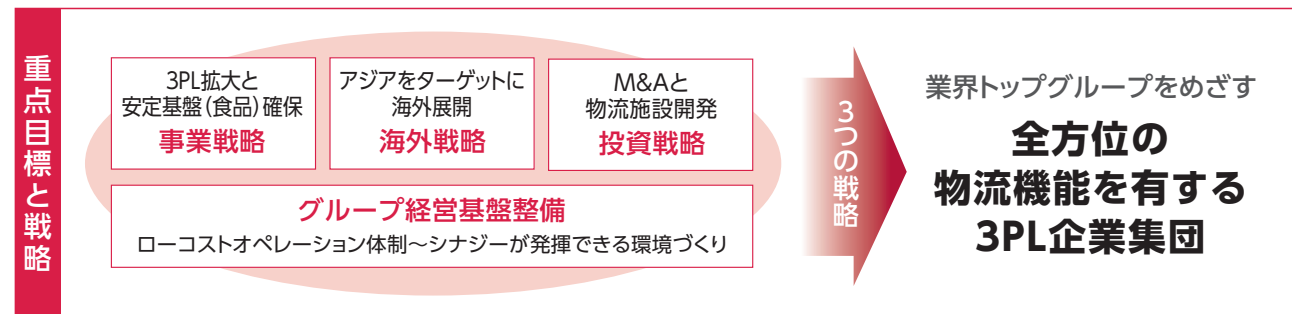 重点目標と戦略
3PL拡大と
安定基盤（食品）確保
事業戦略
アジアをターゲットに
海外展開
海外戦略
M&Aと
物流施設開発
投資戦略
グループ経営基盤整備
ローコストオペレーション体制～シナジーが発揮できる環境づくり
3つの戦略
業界トップグループをめざす
全方位の
物流機能を有する
3PL企業集団